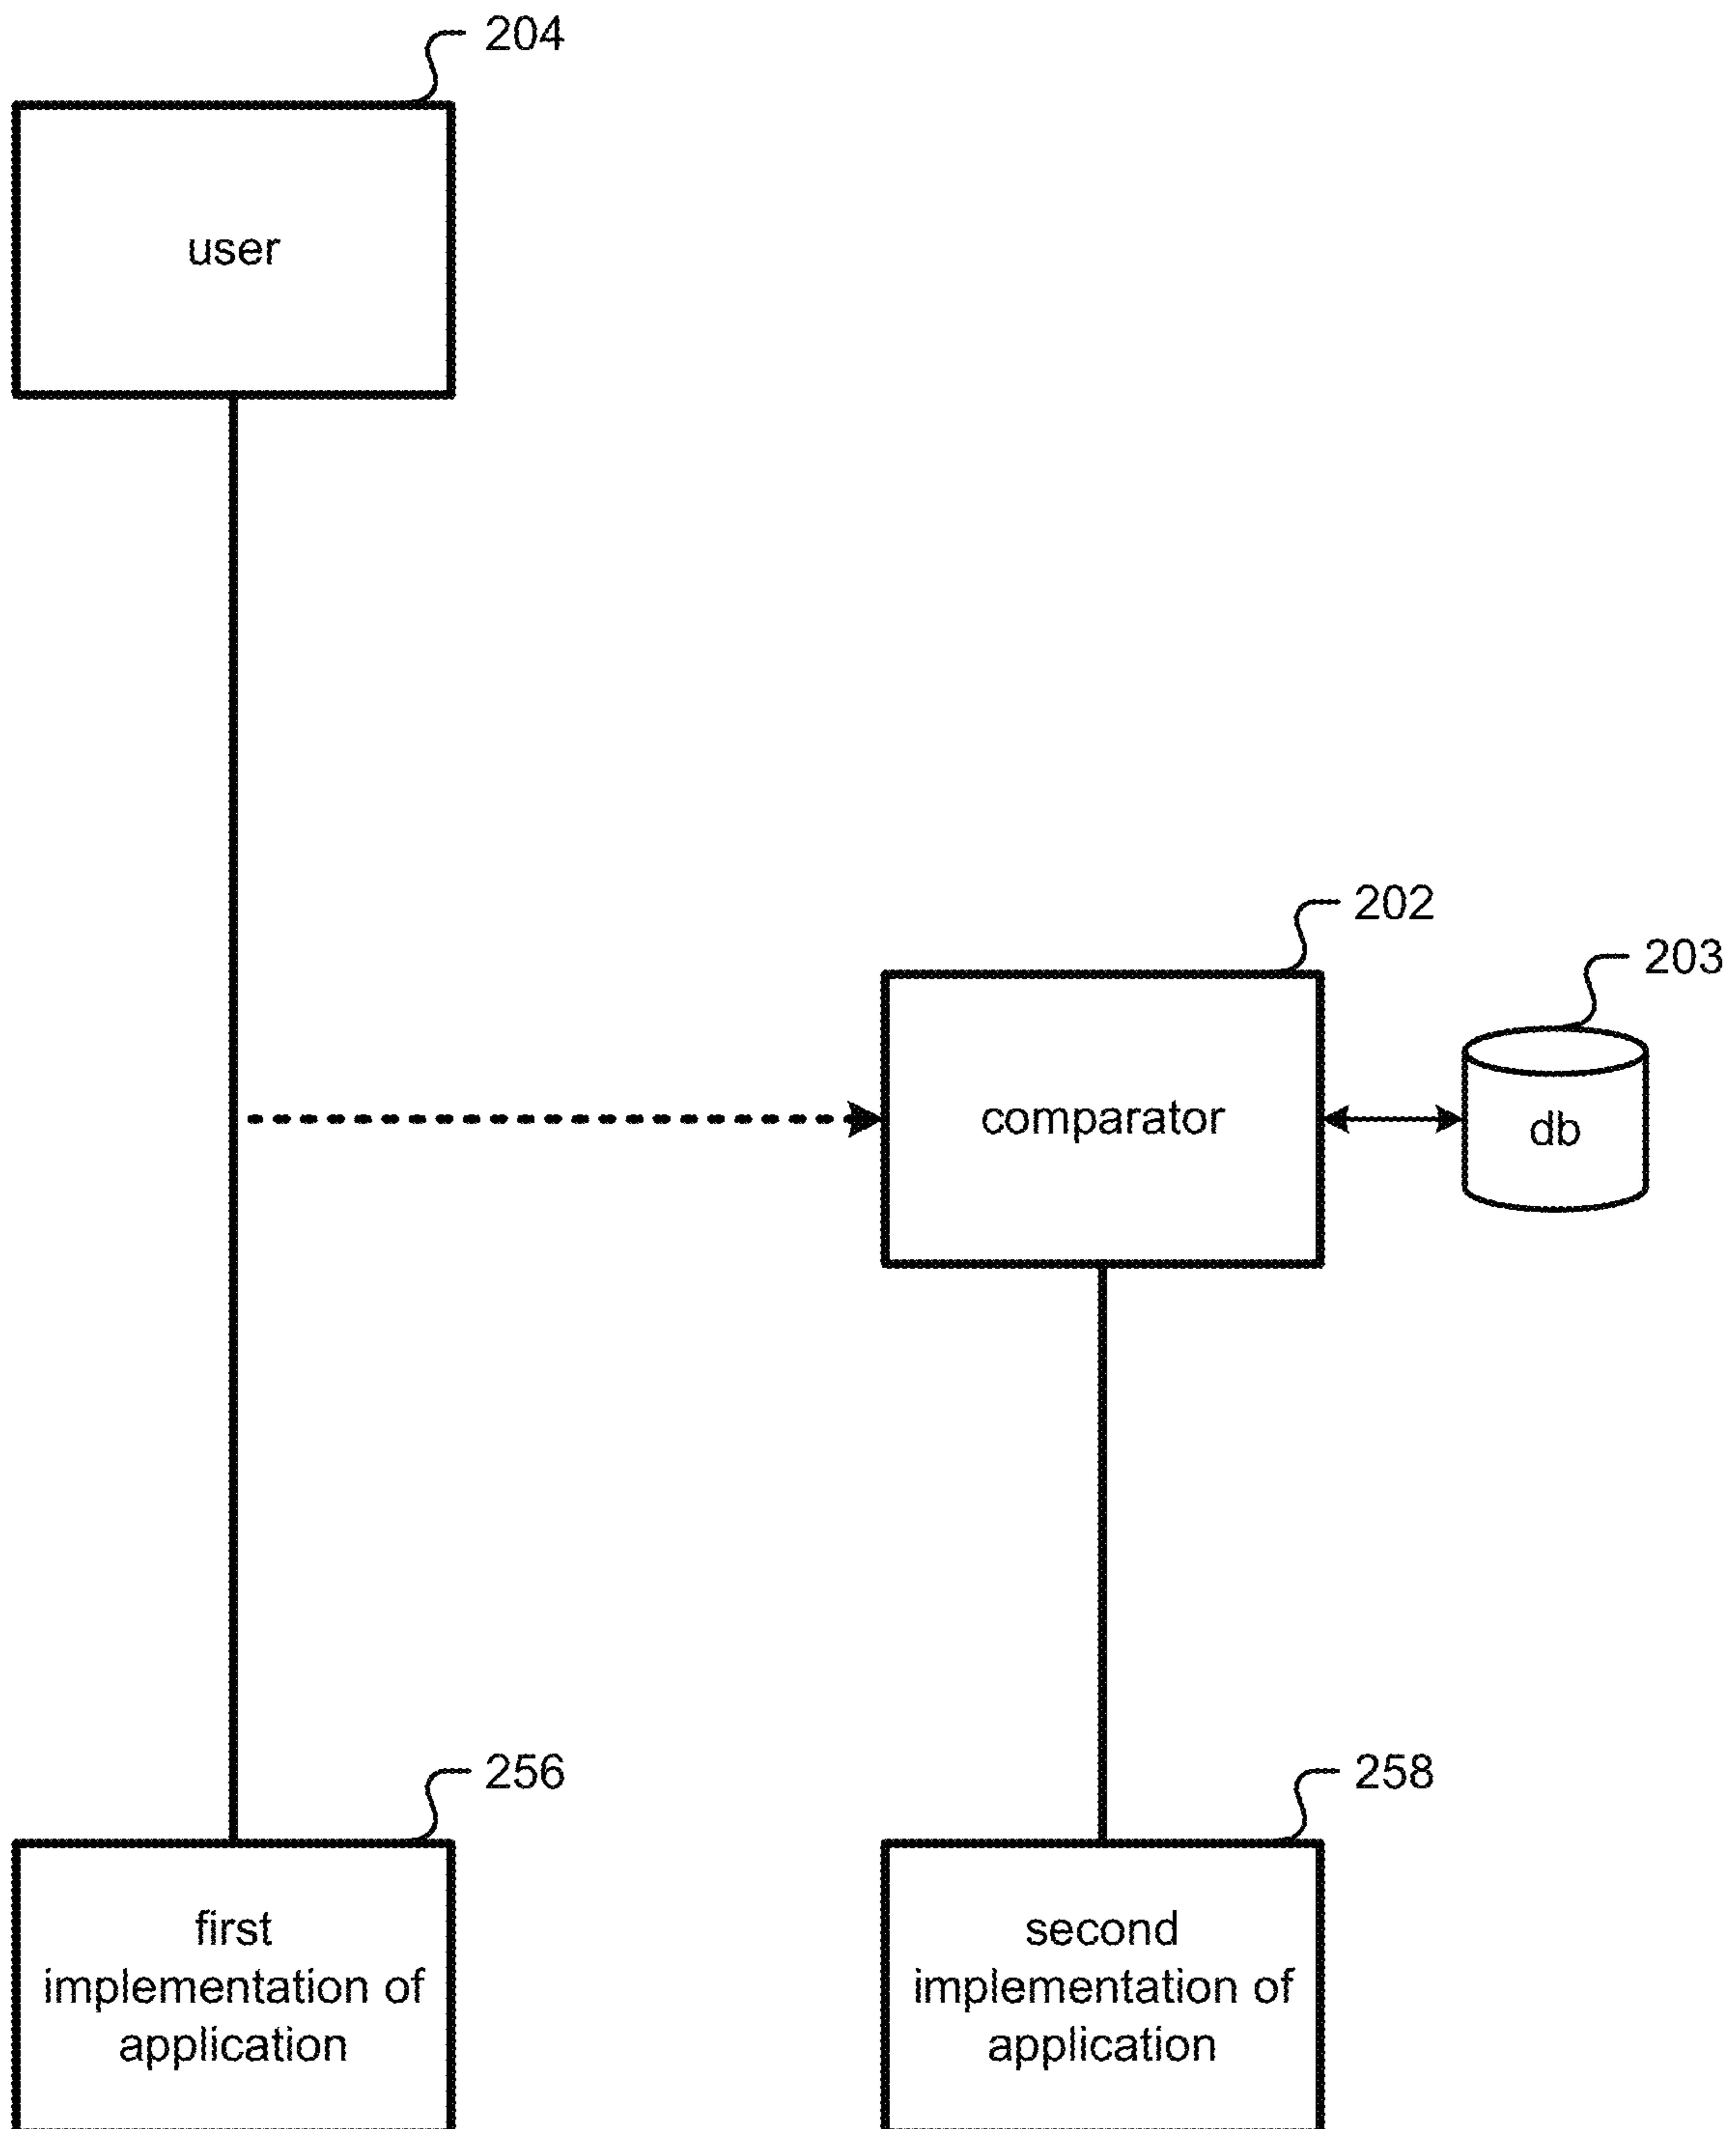 204
user
202
203
comparator
db
256
258
first
implementation of
application
second
implementation of
application